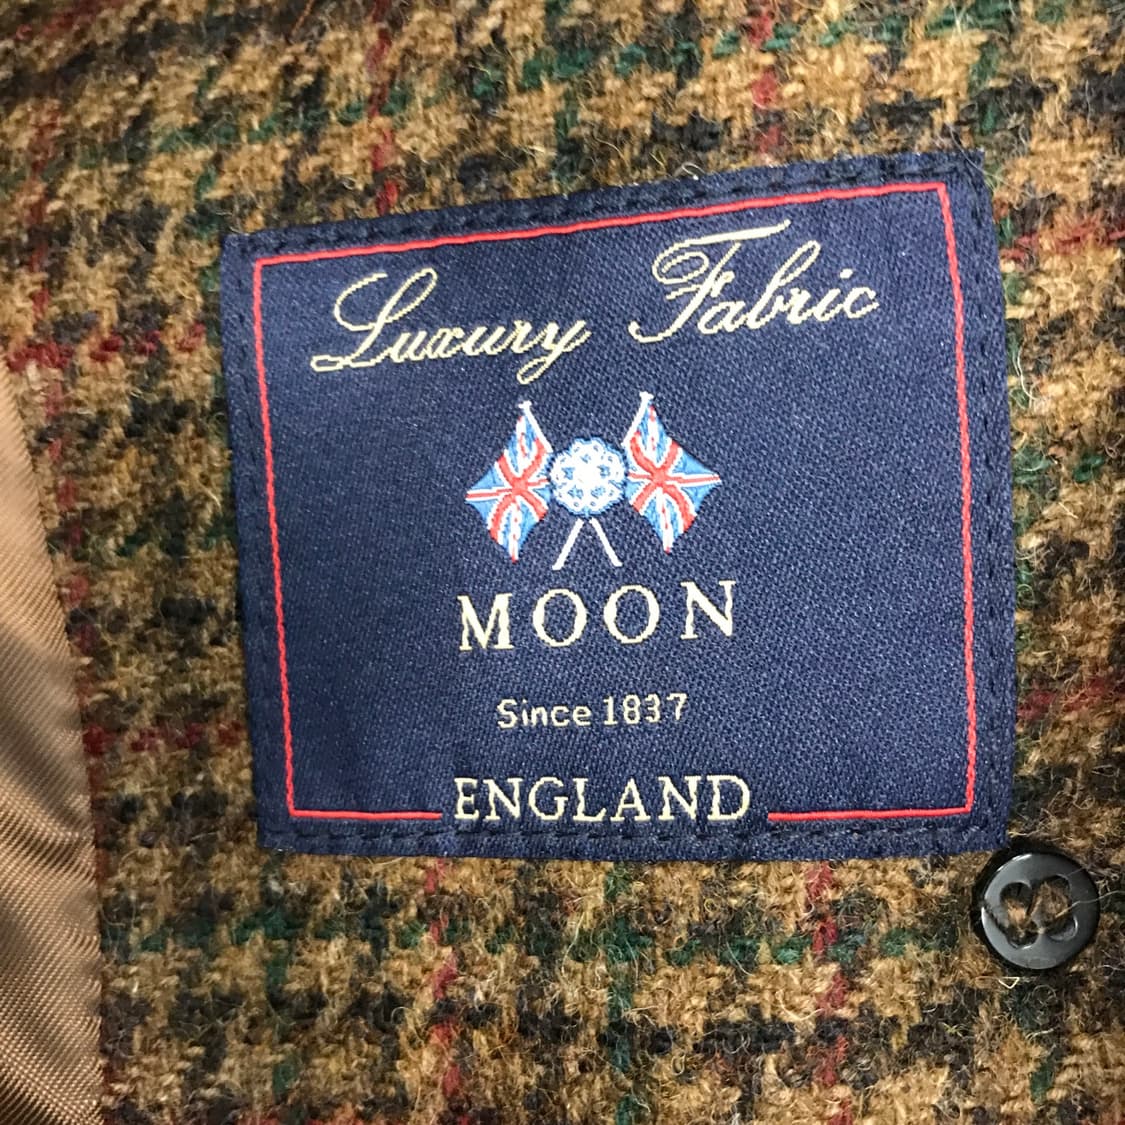 Luxury Fabric
MOON
Since 1837
ENGLAND